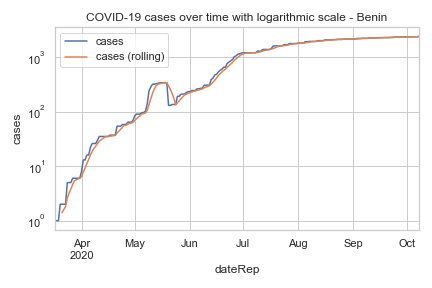 COVID-19 cases over time with logarithmic scale - Benin
cases
cases (rolling)
10³
10²
10¹
10⁰
cases
Apr
2020
May
Jun
Jul
Aug
Sep
Oct
dateRep